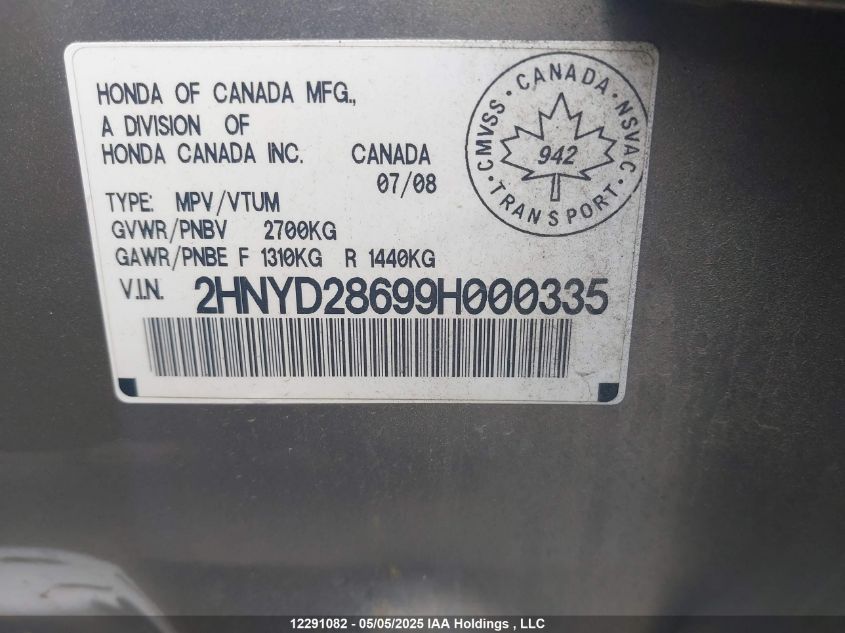 HONDA OF CANADA MFG.,
A DIVISION OF
HONDA CANADA INC. CANADA
07/08
TYPE: MPV/VTUM
GVWR/PNBV 2700KG
GAWR/PNBE F 1310KG R 1440KG
V.I.N. 2HNYD28699H000335
CMVSS · CANADA · NSVAC
942
· TRANSPORT ·
12291082 - 05/05/2025 IAA Holdings , LLC